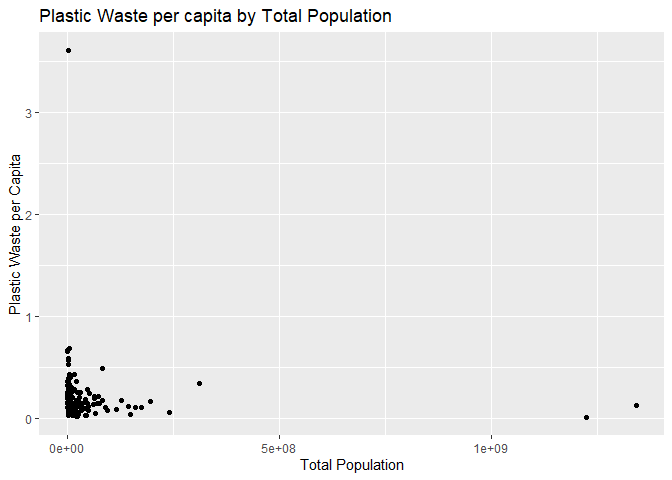 Plastic Waste per capita by Total Population
Plastic Waste per Capita
3
2
1
0
0e+00
5e+08
1e+09
Total Population